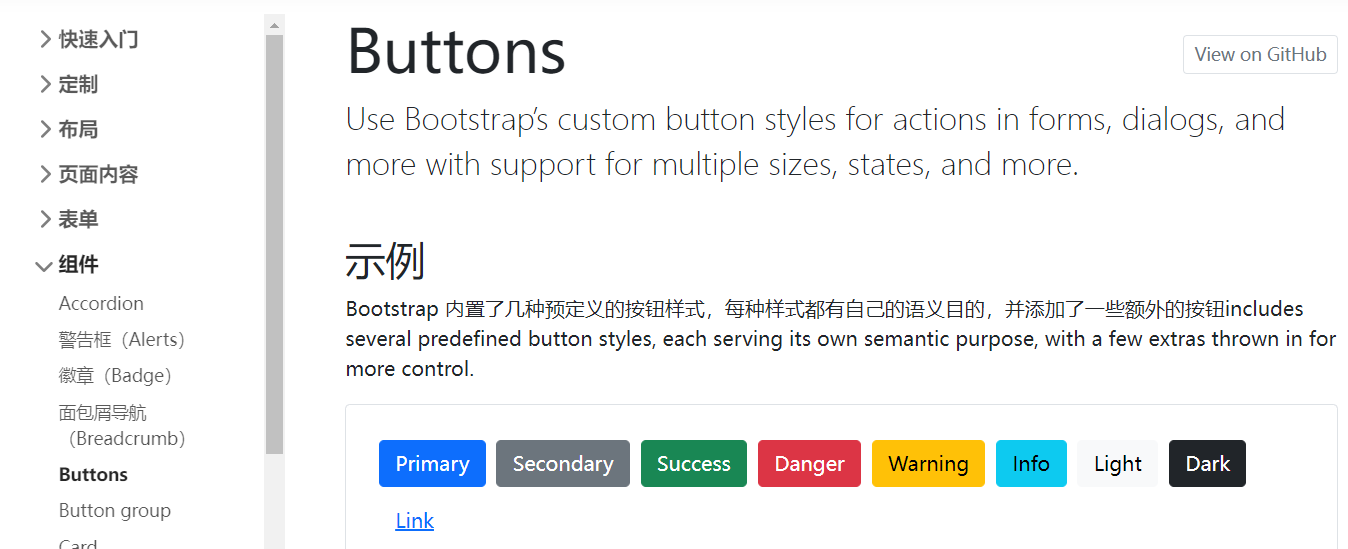 快速入门
定制
布局
页面内容
表单
组件
Accordion
警告框（Alerts）
徽章（Badge）
面包屑导航
（Breadcrumb）
Buttons
Button group
Card
Buttons
View on GitHub
Use Bootstrap’s custom button styles for actions in forms, dialogs, and
more with support for multiple sizes, states, and more.
示例
Bootstrap 内置了几种预定义的按钮样式，每种样式都有自己的语义目的，并添加了一些额外的按钮includes
several predefined button styles, each serving its own semantic purpose, with a few extras thrown in for
more control.
Primary Secondary Success Danger Warning Info Light Dark
Link